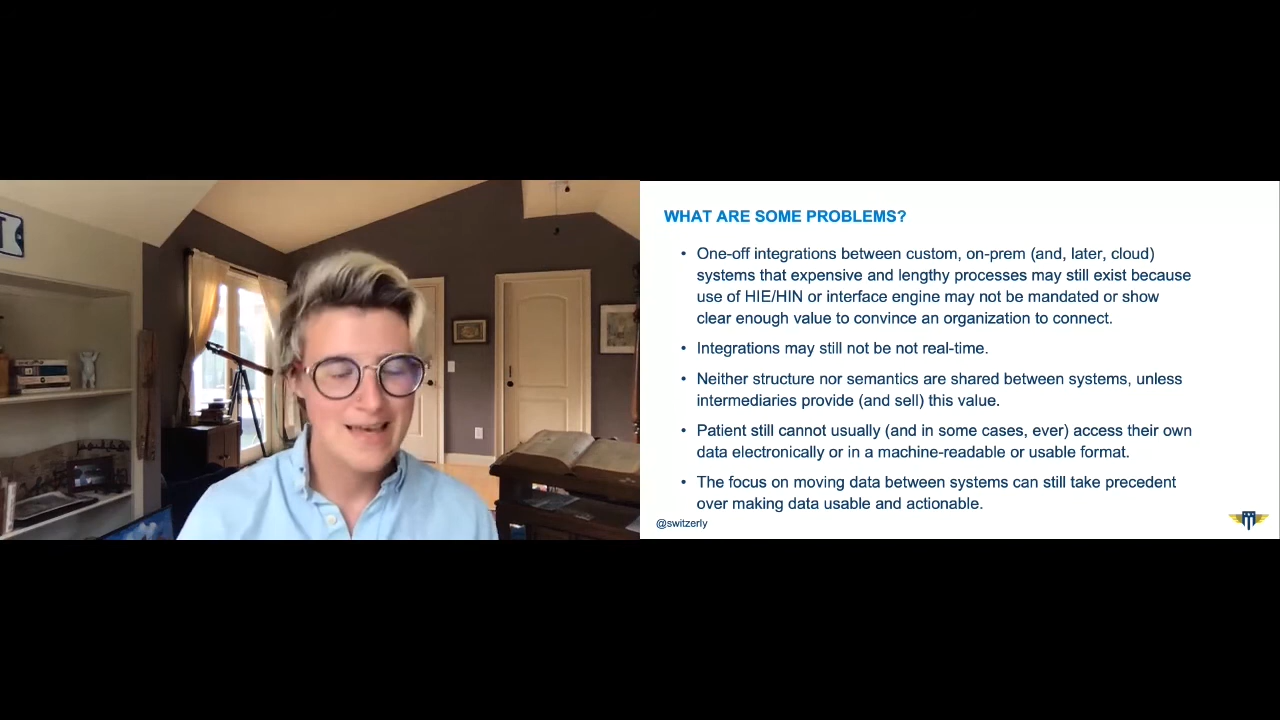 WHAT ARE SOME PROBLEMS?
• One-off integrations between custom, on-prem (and, later, cloud)
systems that expensive and lengthy processes may still exist because
use of HIE/HIN or interface engine may not be mandated or show
clear enough value to convince an organization to connect.
• Integrations may still not be not real-time.
• Neither structure nor semantics are shared between systems, unless
intermediaries provide (and sell) this value.
• Patient still cannot usually (and in some cases, ever) access their own
data electronically or in a machine-readable or usable format.
• The focus on moving data between systems can still take precedent
over making data usable and actionable.
@switzerly